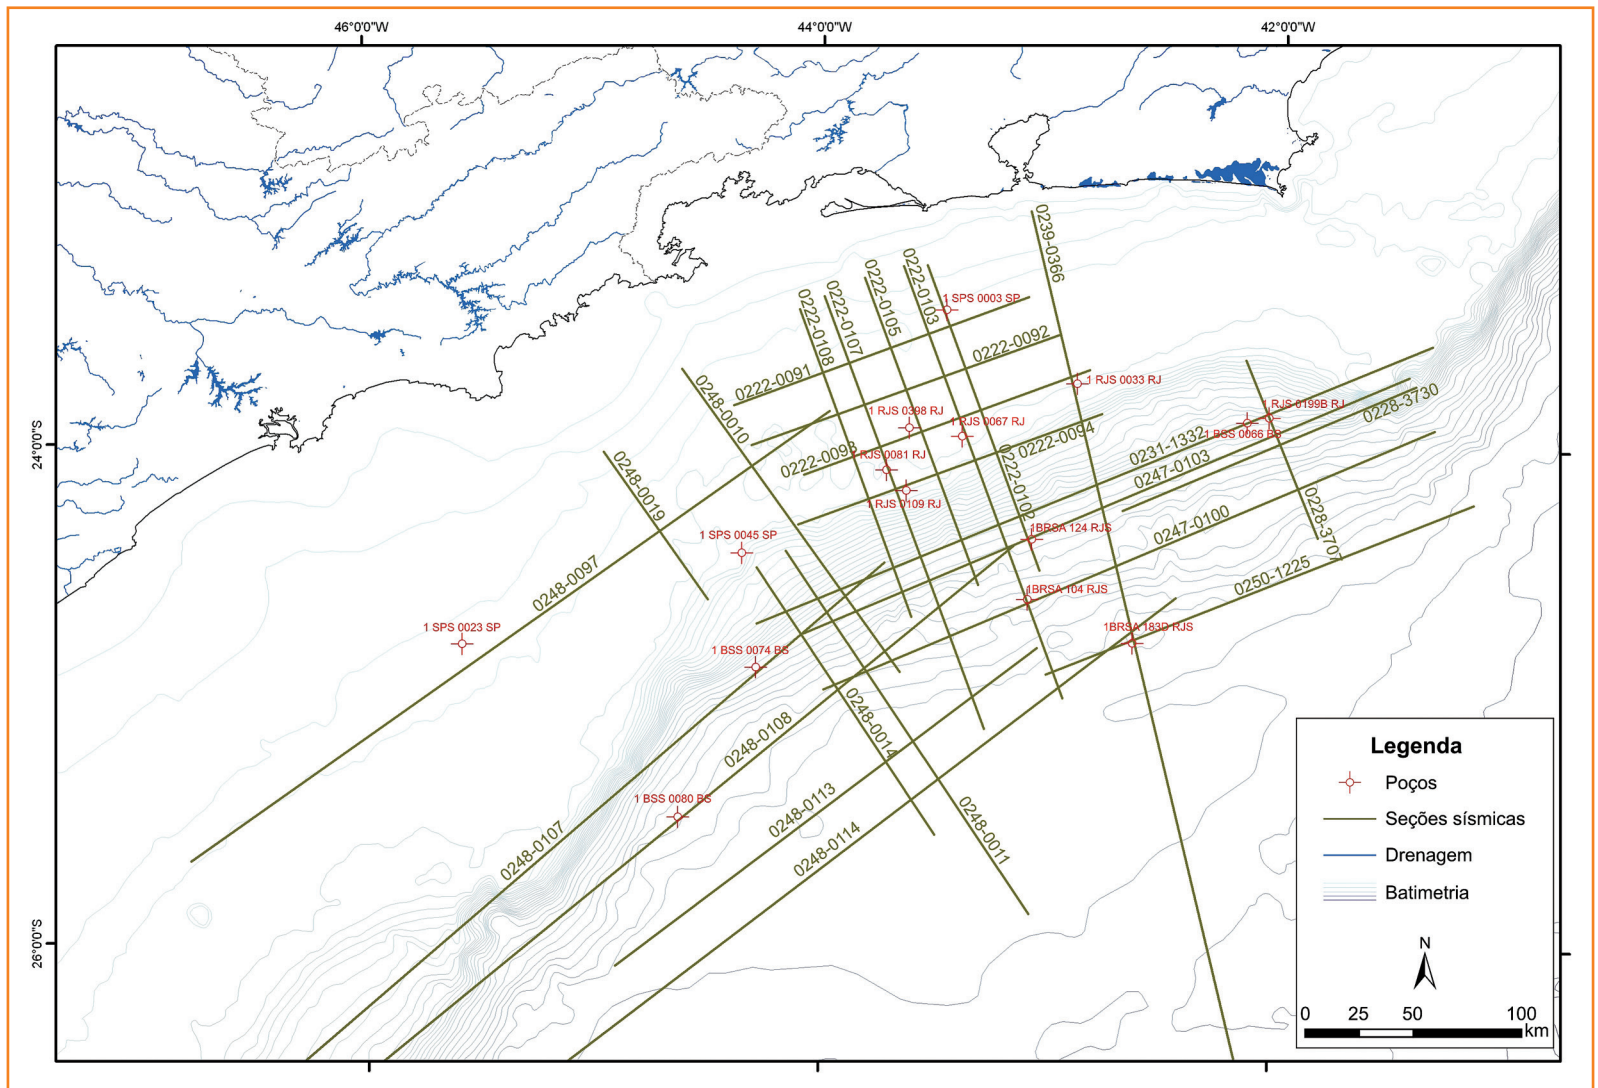 46°0'0"W
44°0'0"W
42°0'0"W
24°0'0"S
26°0'0"S
0239-0366
0222-0103
0222-0105
0222-0107
0222-0108
1 SPS 0003 SP
0222-0092
0222-0091
0248-0010
1 RJS 0033 RJ
1 RJS 0398 RJ
1 RJS 0067 RJ
1 RJS 0199B RJ
1 BSS 0066 BS
0228-3730
0222-0093
1 RJS 0081 RJ
0222-0094
0231-1332
0247-0103
0222-0102
1 RJS 0109 RJ
0248-0019
1 SPS 0045 SP
1BRSA 124 RJS
0247-0100
0228-3707
0248-0097
1BRSA 104 RJS
0250-1225
1 SPS 0023 SP
1BRSA 183D RJS
1 BSS 0074 BS
0248-0108
0248-0014
1 BSS 0080 BS
0248-0113
0248-0107
0248-0114
0248-0011
Legenda
Poços
Seções sísmicas
Drenagem
Batimetria
N
0 25 50 100
km